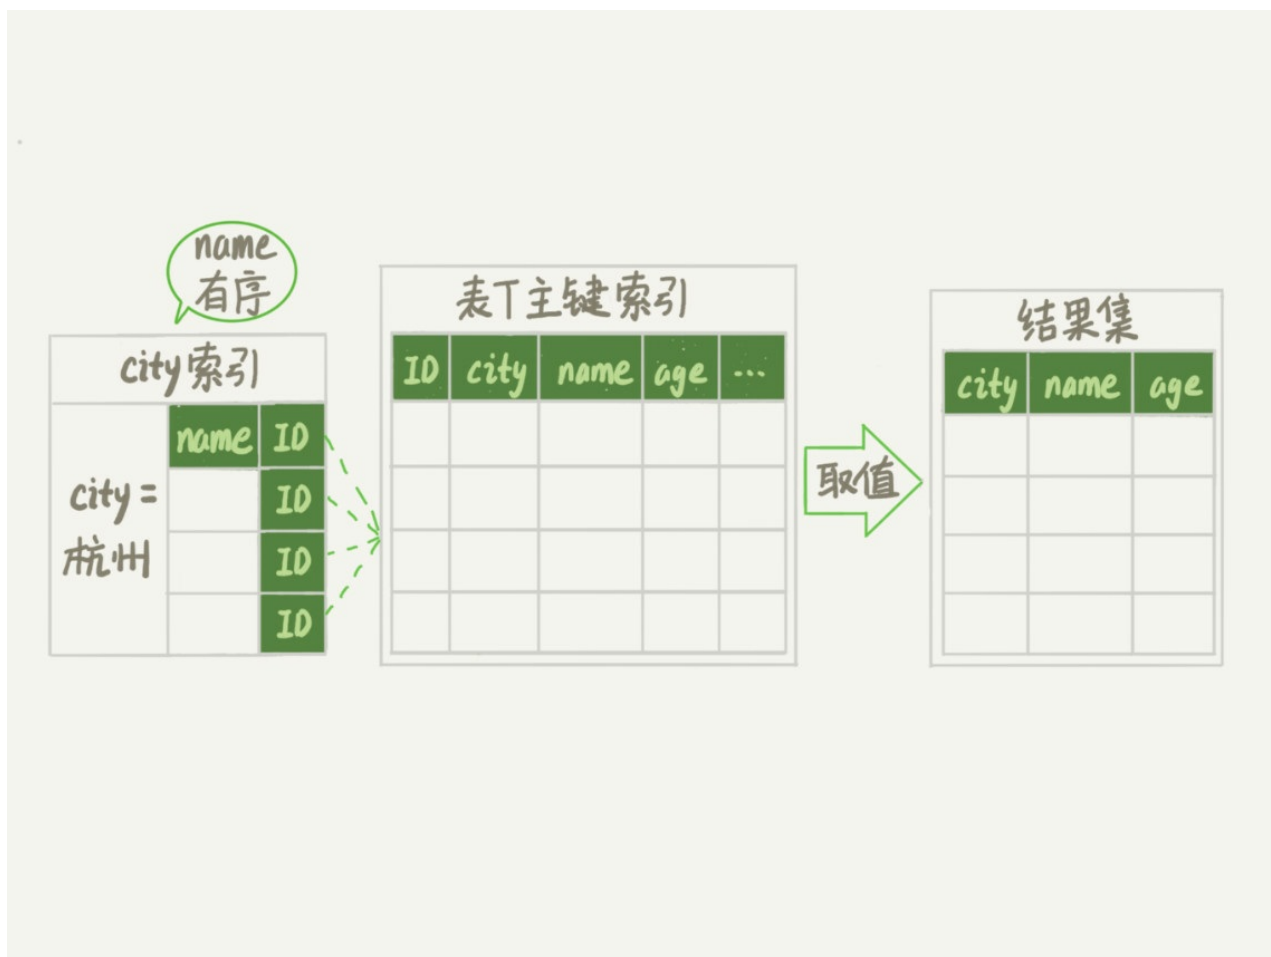 name
有序
city索引
name
ID
city=
杭州
ID
ID
ID
表T主键索引
ID
city
name
age
...
取值
结果集
city
name
age